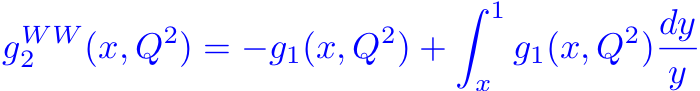 $g_2^{WW}(x, Q^2) = -g_1(x, Q^2) + \int_x^1 g_1(x, Q^2) \frac{dy}{y}$